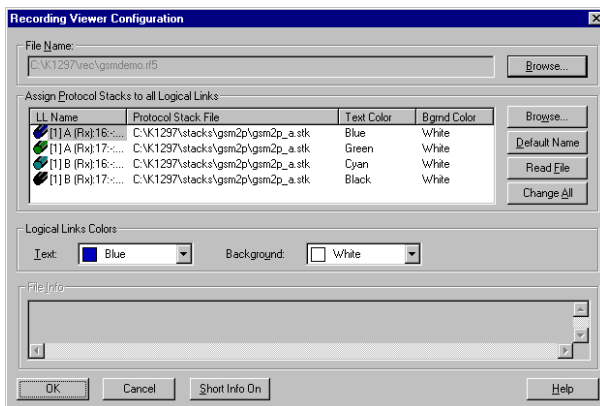 Recording Viewer Configuration
File Name:
C:\K1297\rec\gsmdemo.rf5
Browse...
Assign Protocol Stacks to all Logical Links
LL Name Protocol Stack File Text Color Bgrnd Color
[1] A (Rx):16:-:... C:\K1297\stacks\gsm2p\gsm2p_a.stk Blue White
[1] A (Rx):17:-:... C:\K1297\stacks\gsm2p\gsm2p_a.stk Green White
[1] B (Rx):16:-:... C:\K1297\stacks\gsm2p\gsm2p_a.stk Cyan White
[1] B (Rx):17:-:... C:\K1297\stacks\gsm2p\gsm2p_a.stk Black White
Browse...
Default Name
Read File
Change All
Logical Links Colors
Text: Blue Background: White
File Info
OK Cancel Short Info On Help